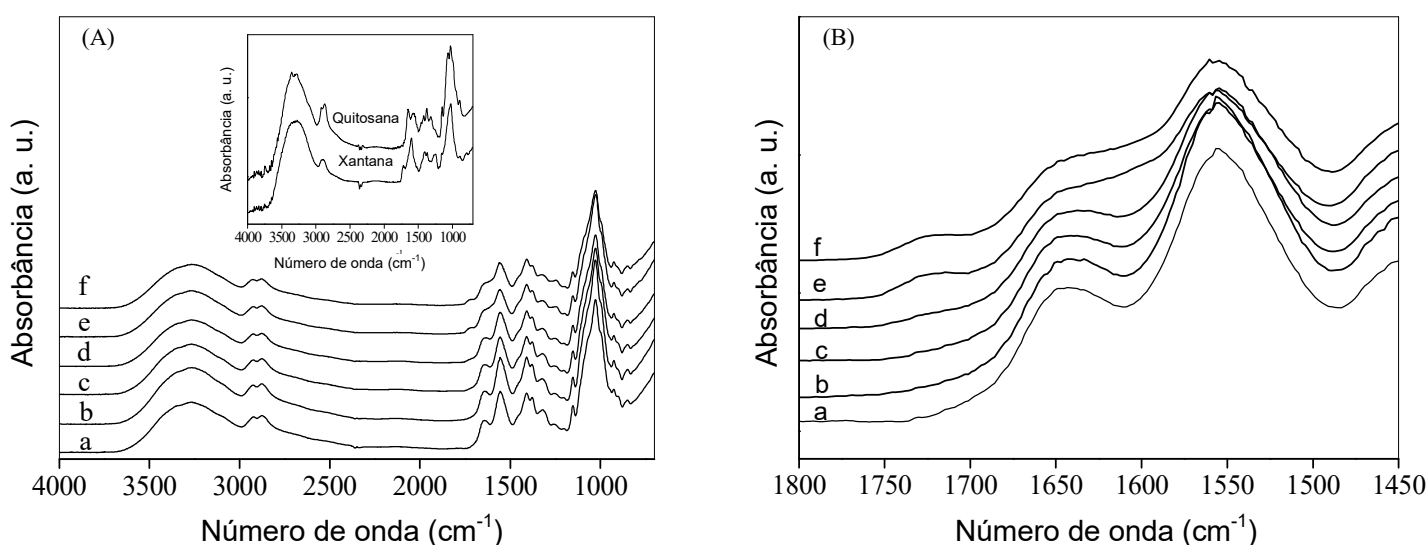 (A)
Absorbância (a. u.)
Quitosana
Xantana
Absorbância (a. u.)
4000 3500 3000 2500 2000 1500 1000
Número de onda (cm-1)
f
e
d
c
b
a
4000 3500 3000 2500 2000 1500 1000
Número de onda (cm-1)
(B)
Absorbância (a. u.)
f
e
d
c
b
a
1800 1750 1700 1650 1600 1550 1500 1450
Número de onda (cm-1)